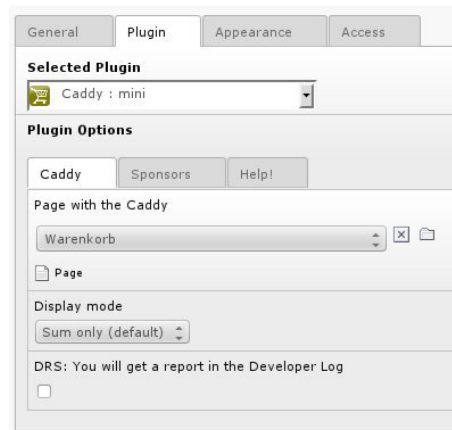 General Plugin Appearance Access
Selected Plugin
Caddy : mini
Plugin Options
Caddy Sponsors Help!
Page with the Caddy
Warenkorb
Page
Display mode
Sum only (default)
DRS: You will get a report in the Developer Log